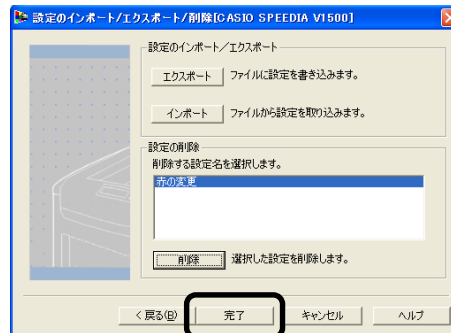 設定のインポート/エクスポート/削除[CASIO SPEEDIA V1500]
設定のインポート／エクスポート
エクスポート ファイルに設定を書き込みます。
インポート ファイルから設定を取り込みます。
設定の削除
削除する設定名を選択します。
赤の変更
削除 選択した設定を削除します。
< 戻る(B) 完了 キャンセル ヘルプ